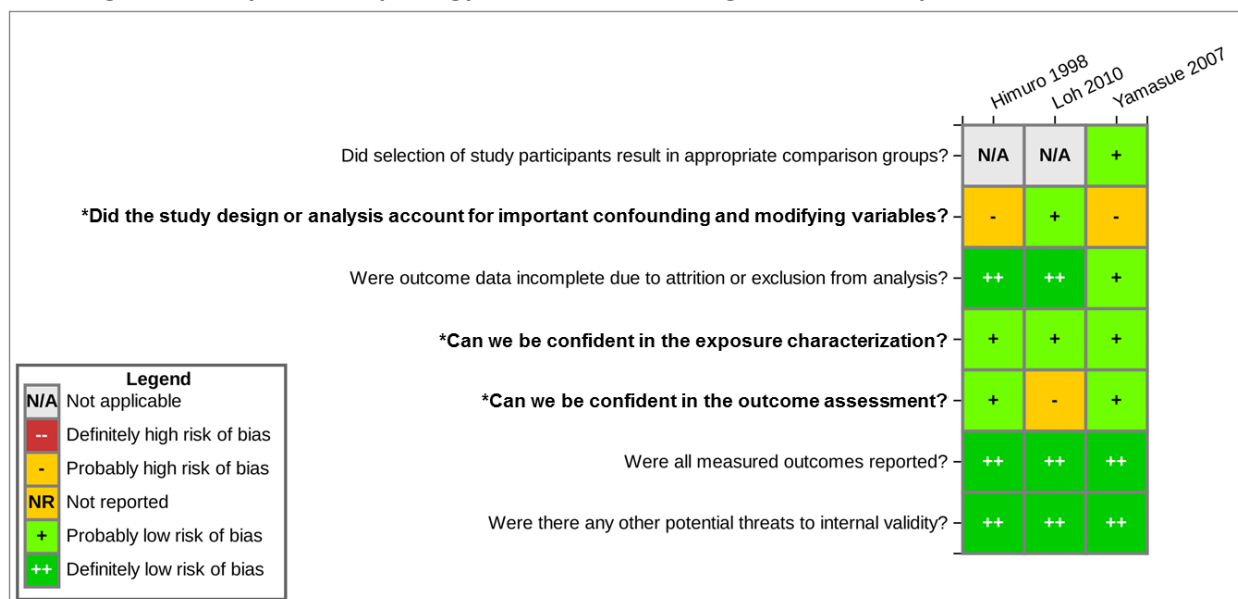 Himuro 1998
Loh 2010
Yamasue 2007
Did selection of study participants result in appropriate comparison groups? N/A N/A +
*Did the study design or analysis account for important confounding and modifying variables? - + -
Were outcome data incomplete due to attrition or exclusion from analysis? ++ ++ +
*Can we be confident in the exposure characterization? + + +
*Can we be confident in the outcome assessment? + - +
Were all measured outcomes reported? ++ ++ ++
Were there any other potential threats to internal validity? ++ ++ ++
Legend
N/A Not applicable
-- Definitely high risk of bias
- Probably high risk of bias
NR Not reported
+ Probably low risk of bias
++ Definitely low risk of bias